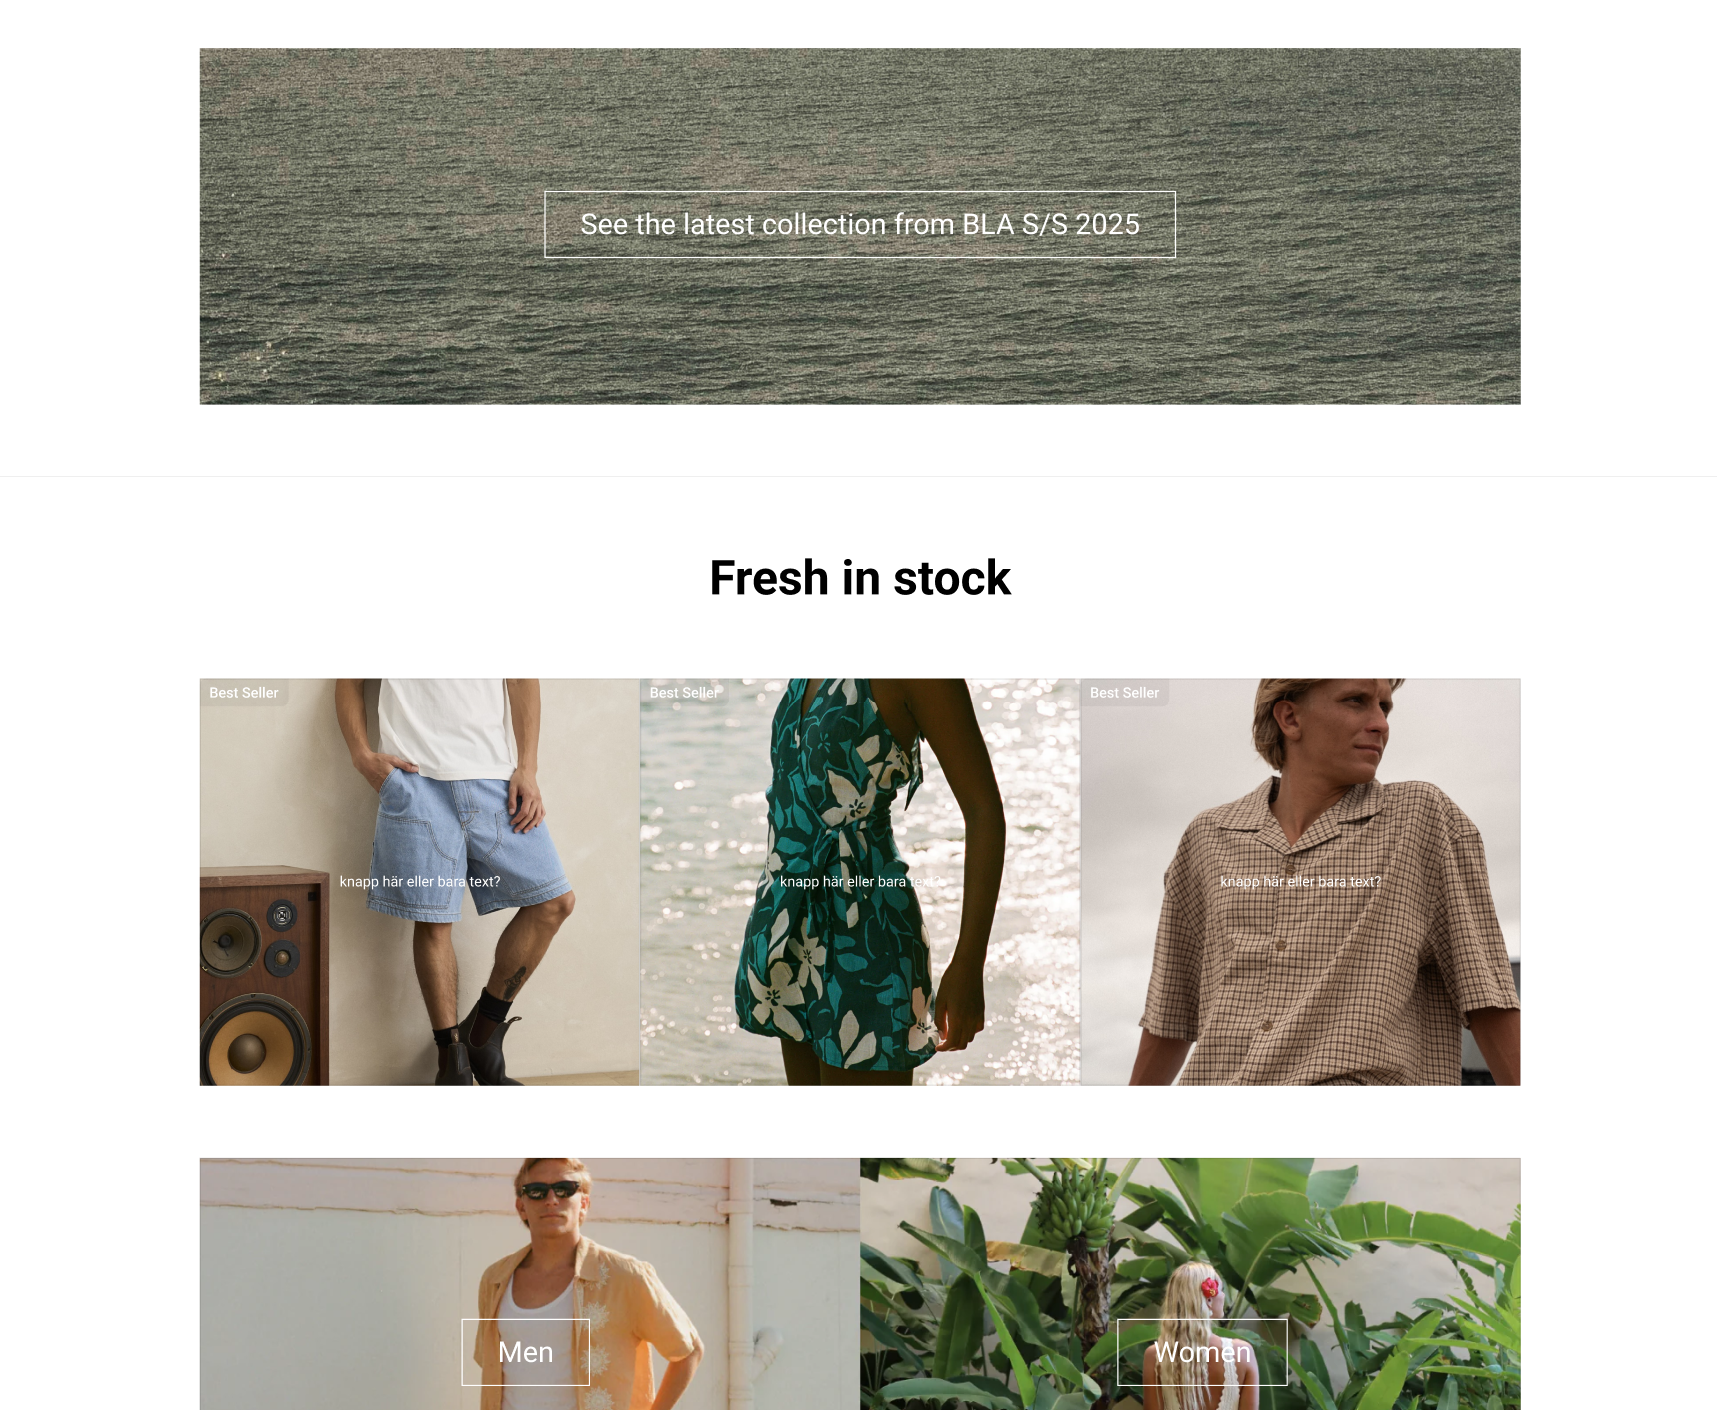 See the latest collection from BLA S/S 2025
Fresh in stock
Best Seller
Best Seller
Best Seller
knapp här eller bara text?
knapp här eller bara text?
knapp här eller bara text?
Men
Women